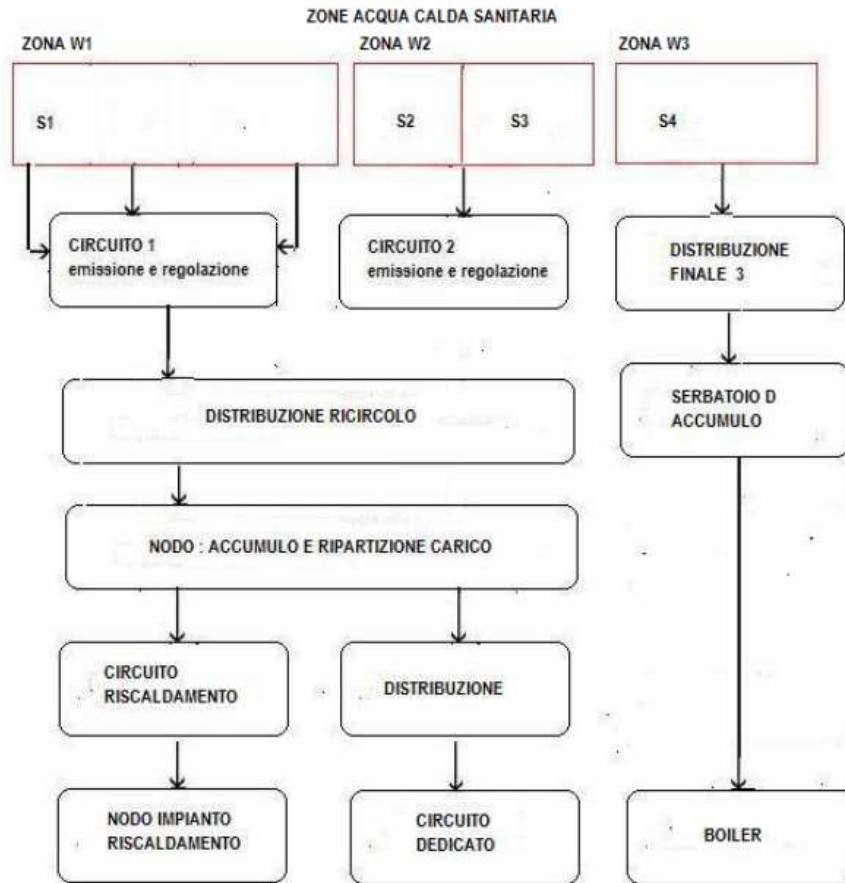 ZONE ACQUA CALDA SANITARIA
ZONA W1
ZONA W2
ZONA W3
S1
S2
S3
S4
CIRCUITO 1
emissione e regolazione
CIRCUITO 2
emissione e regolazione
DISTRIBUZIONE
FINALE 3
DISTRIBUZIONE RICIRCOLO
SERBATOIO D
ACCUMULO
NODO : ACCUMULO E RIPARTIZIONE CARICO
CIRCUITO
RISCALDAMENTO
DISTRIBUZIONE
NODO IMPIANTO
RISCALDAMENTO
CIRCUITO
DEDICATO
BOILER